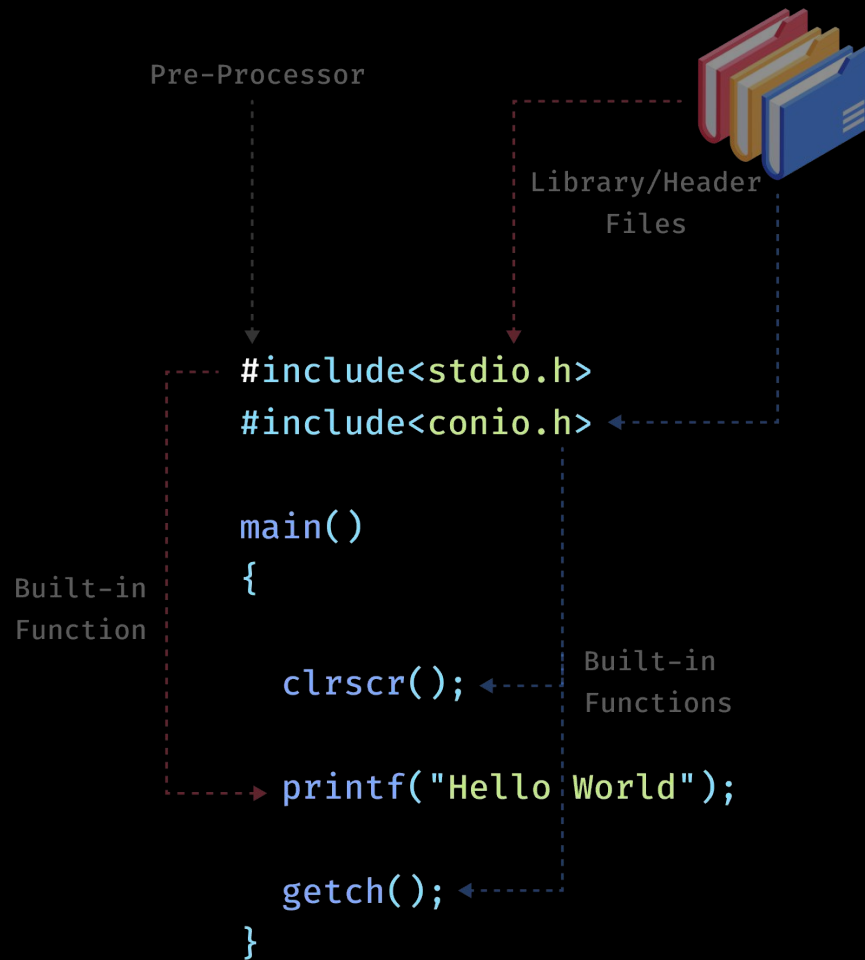 Pre-Processor
Library/Header
Files
#include<stdio.h>
#include<conio.h>
main()
{
Built-in
Function
clrscr();
Built-in
Functions
printf("Hello World");
getch();
}